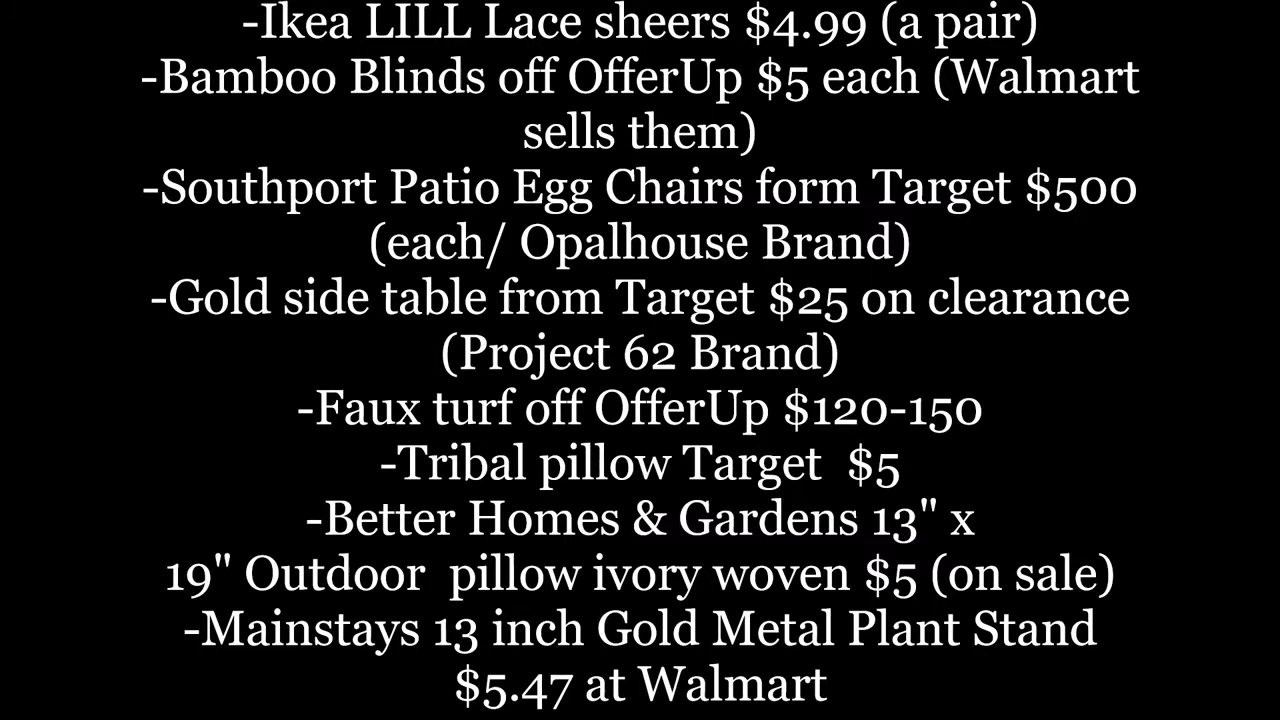 -Ikea LILL Lace sheers $4.99 (a pair)
-Bamboo Blinds off OfferUp $5 each (Walmart
sells them)
-Southport Patio Egg Chairs form Target $500
(each/ Opalhouse Brand)
-Gold side table from Target $25 on clearance
(Project 62 Brand)
-Faux turf off OfferUp $120-150
-Tribal pillow Target  $5
-Better Homes & Gardens 13" x
19" Outdoor  pillow ivory woven $5 (on sale)
-Mainstays 13 inch Gold Metal Plant Stand
$5.47 at Walmart